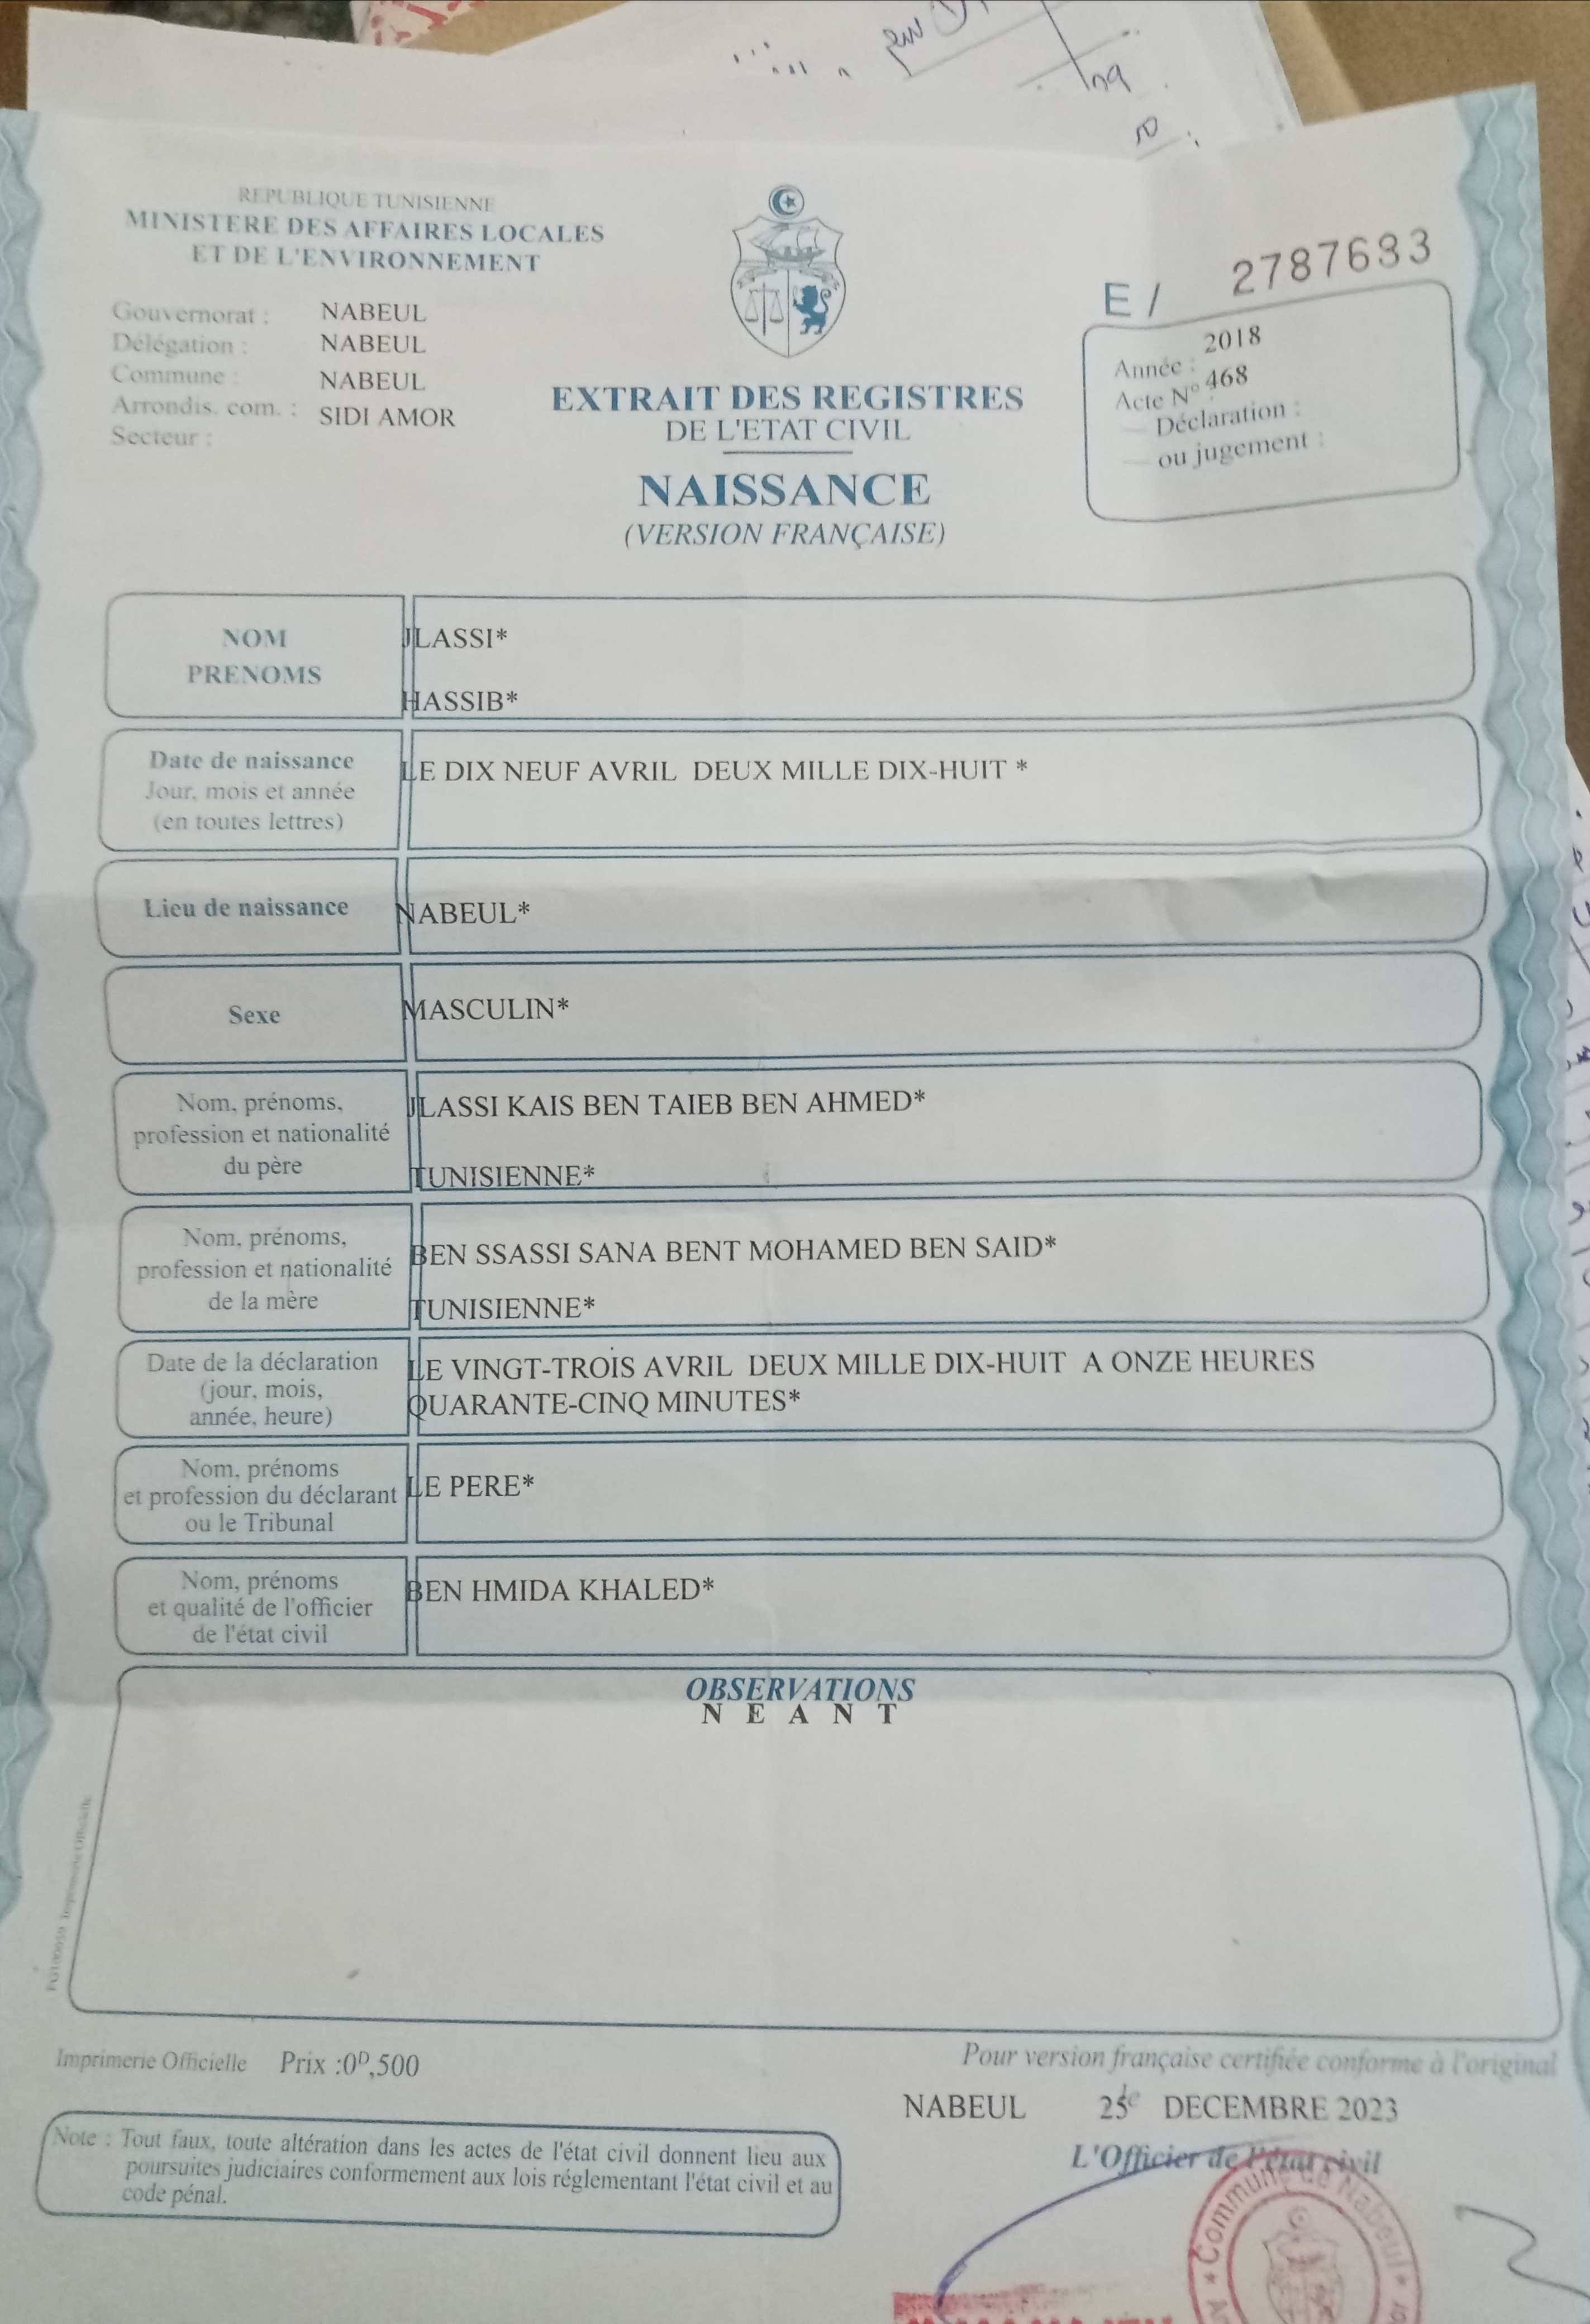 REPUBLIQUE TUNISIENNE
MINISTERE DES AFFAIRES LOCALES
ET DE L'ENVIRONNEMENT
Gouvernorat : NABEUL
Délégation : NABEUL
Commune : NABEUL
Arrondis. com. : SIDI AMOR
Secteur :
E / 2787683
Année : 2018
Acte N° 468
Déclaration :
ou jugement :
EXTRAIT DES REGISTRES
DE L'ETAT CIVIL
NAISSANCE
(VERSION FRANÇAISE)
NOM JLASSI*
PRENOMS HASSIB*
Date de naissance
Jour, mois et année
(en toutes lettres)
LE DIX NEUF AVRIL DEUX MILLE DIX-HUIT *
Lieu de naissance NABEUL*
Sexe MASCULIN*
Nom, prénoms,
profession et nationalité
du père
JLASSI KAIS BEN TAIEB BEN AHMED*
TUNISIENNE*
Nom, prénoms,
profession et nationalité
de la mère
BEN SSASSI SANA BENT MOHAMED BEN SAID*
TUNISIENNE*
Date de la déclaration
(jour, mois,
année, heure)
LE VINGT-TROIS AVRIL DEUX MILLE DIX-HUIT A ONZE HEURES
QUARANTE-CINQ MINUTES*
Nom, prénoms
et profession du déclarant
ou le Tribunal
LE PERE*
Nom, prénoms
et qualité de l'officier
de l'état civil
BEN HMIDA KHALED*
OBSERVATIONS
N E A N T
Imprimerie Officielle
Imprimerie Officielle Prix :0D,500
Pour version française certifiée conforme à l'original
NABEUL 25 le DECEMBRE 2023
L'Officier de l'état civil
Note : Tout faux, toute altération dans les actes de l'état civil donnent lieu aux
poursuites judiciaires conformement aux lois réglementant l'état civil et au
code pénal.
Commune de Nabeul